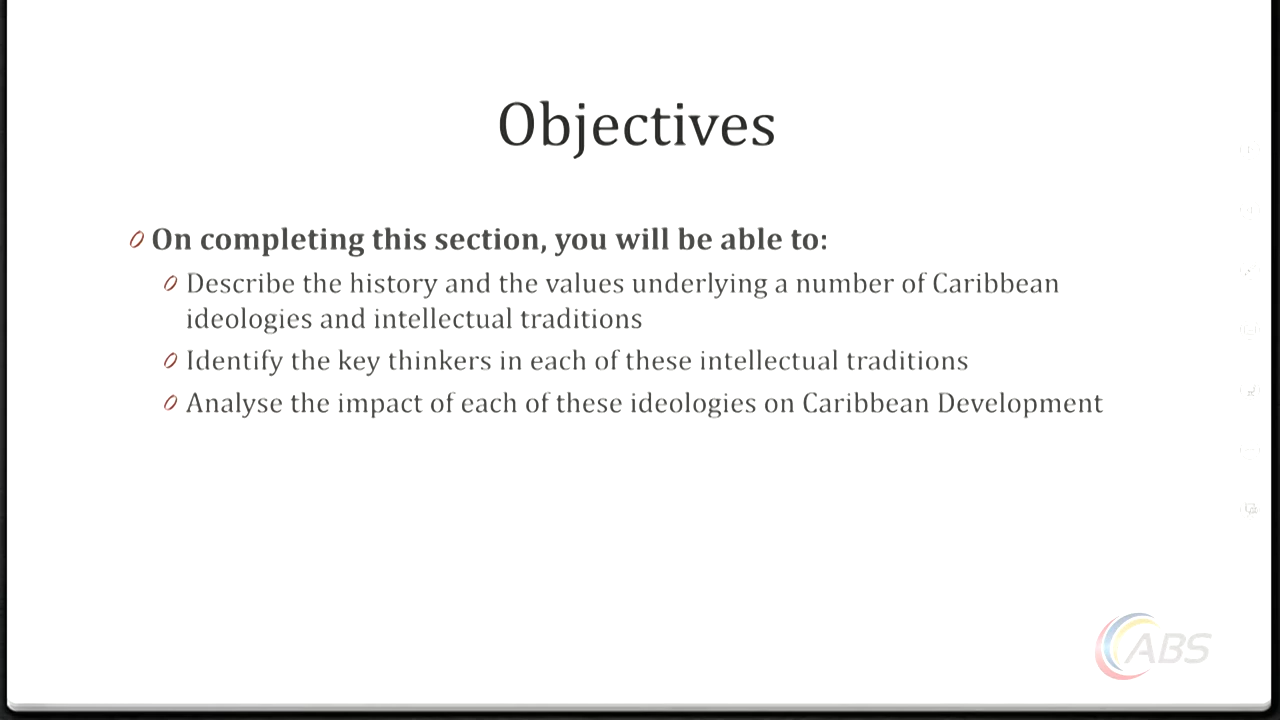 Objectives
On completing this section, you will be able to:
Describe the history and the values underlying a number of Caribbean
ideologies and intellectual traditions
Identify the key thinkers in each of these intellectual traditions
Analyse the impact of each of these ideologies on Caribbean Development
ABS